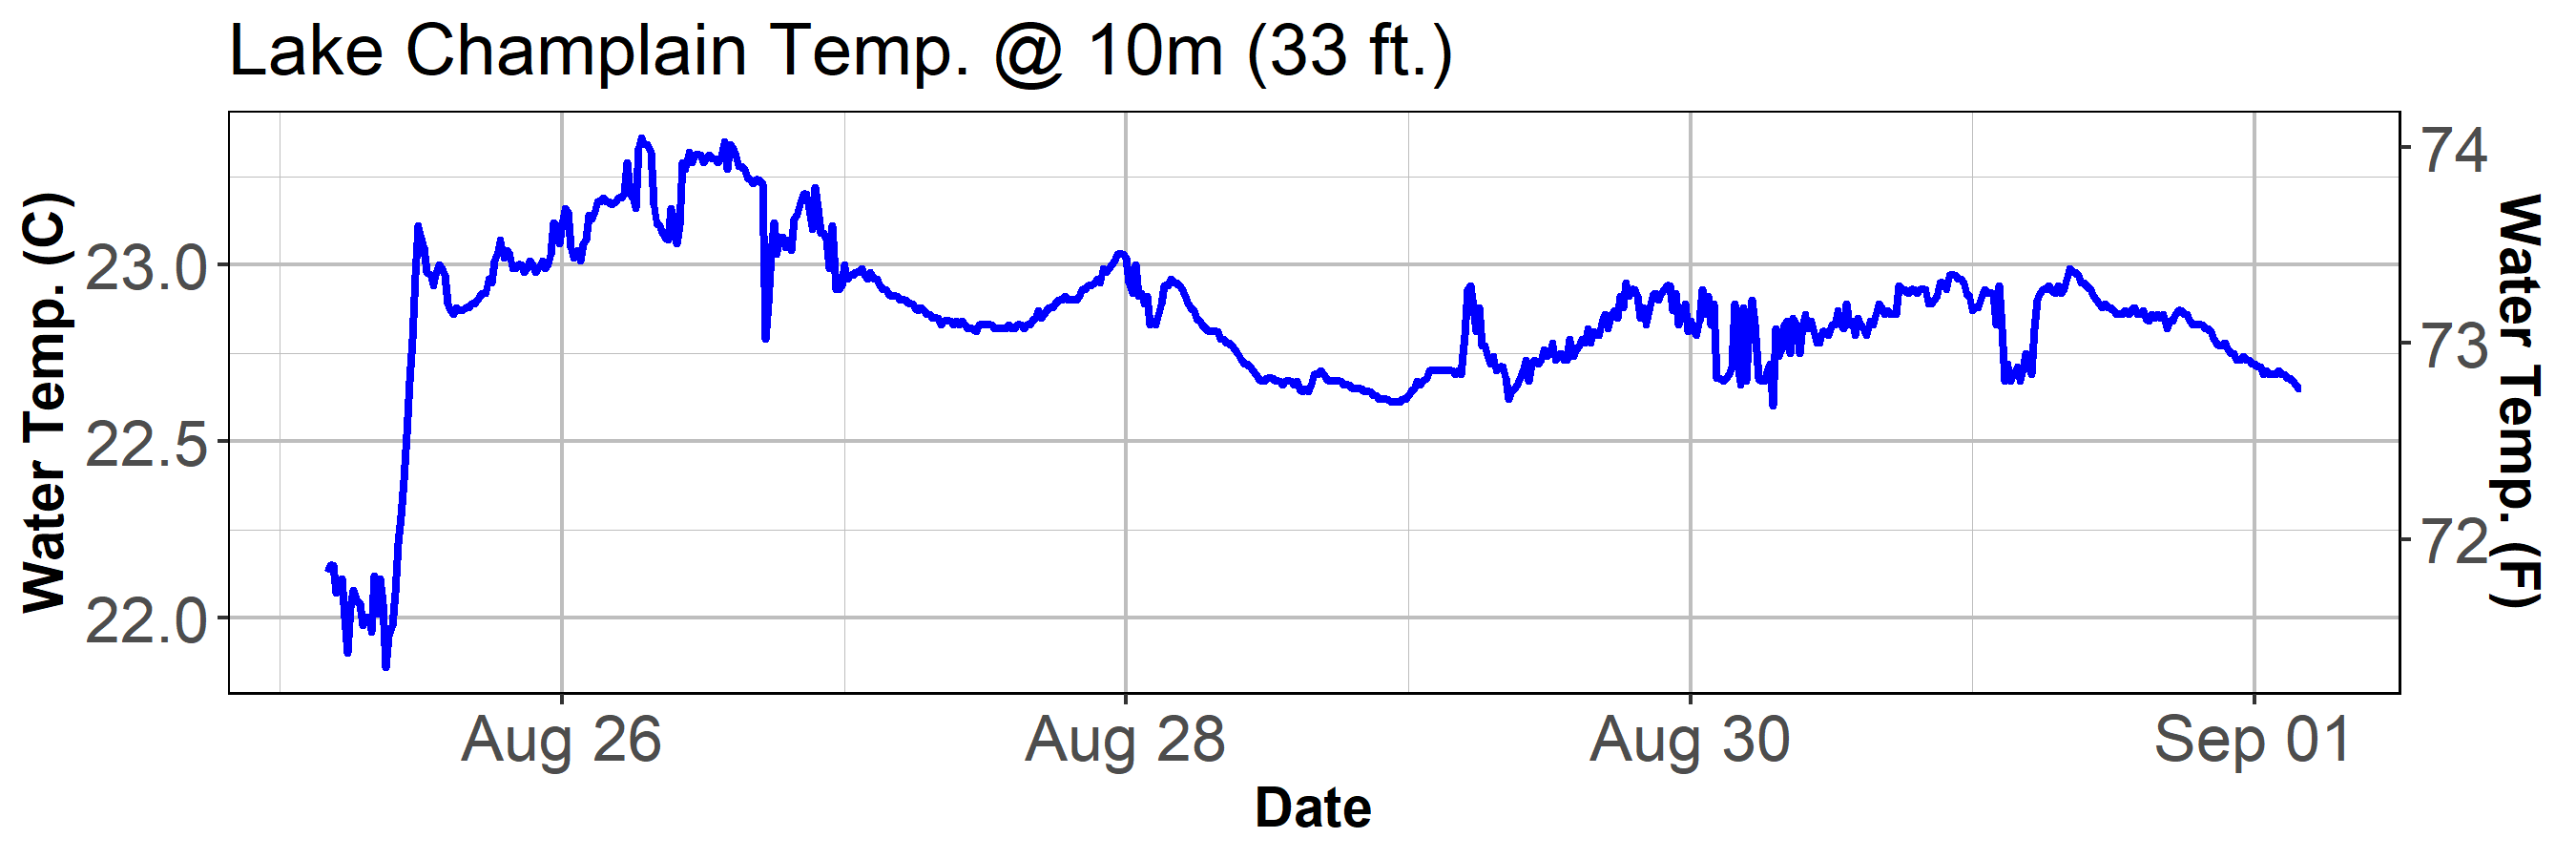 Lake Champlain Temp. @ 10m (33 ft.)
Water Temp. (C)
23.0
22.5
22.0
74
73
72
Water Temp. (F)
Aug 26
Aug 28
Aug 30
Sep 01
Date